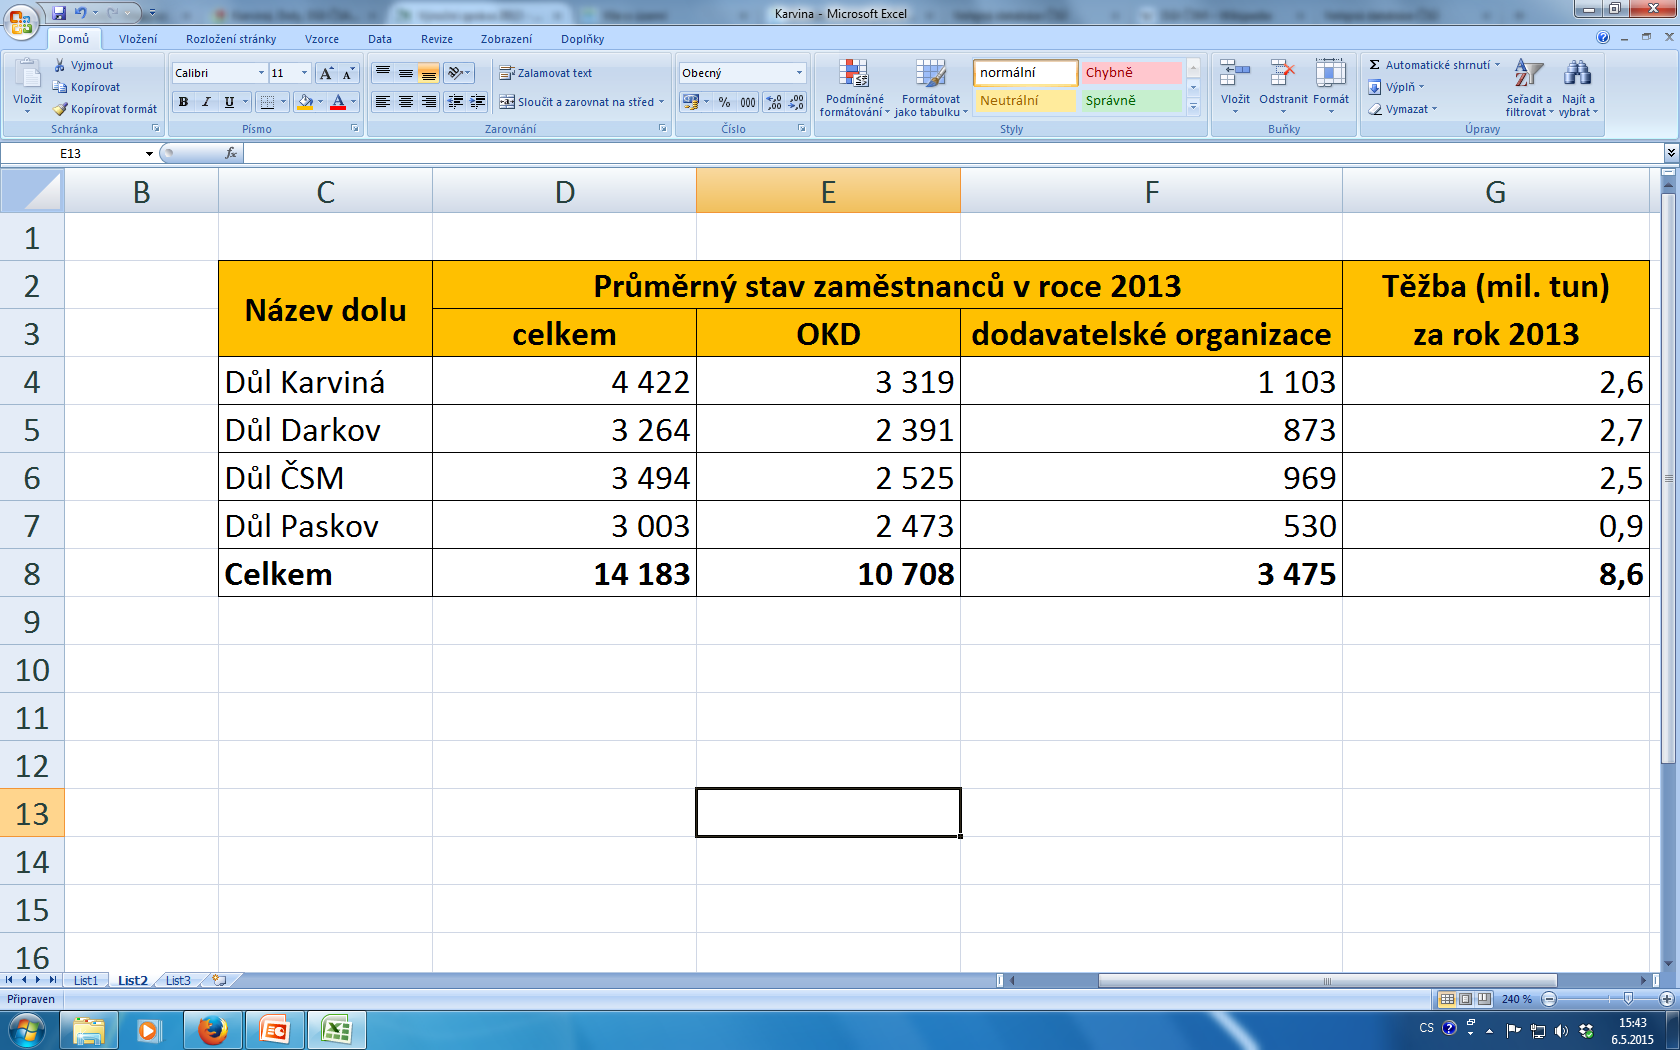 Karvina - Microsoft Excel
Domů Vložení Rozložení stránky Vzorce Data Revize Zobrazení Doplňky
Vložit
Vyjmout
Kopírovat
Kopírovat formát
Schránka
Calibri 11
B I U
Písmo
Zalamovat text
Sloučit a zarovnat na střed
Zarovnání
Obecný
% 000
Číslo
Podmíněné formátování
Formátovat jako tabulku
normální Chybně
Neutrální Správně
Styly
Vložit Odstranit Formát
Buňky
Σ Automatické shrnutí
Výplň
Vymazat
Seřadit a filtrovat
Najít a vybrat
Úpravy
E13 fx
B C D E F G
1
2 Název dolu Průměrný stav zaměstnanců v roce 2013 Těžba (mil. tun)
3 celkem OKD dodavatelské organizace za rok 2013
4 Důl Karviná 4 422 3 319 1 103 2,6
5 Důl Darkov 3 264 2 391 873 2,7
6 Důl ČSM 3 494 2 525 969 2,5
7 Důl Paskov 3 003 2 473 530 0,9
8 Celkem 14 183 10 708 3 475 8,6
9
10
11
12
13
14
15
16
List1 List2 List3
Připraven 240 %
CS 15:43
6.5.2015